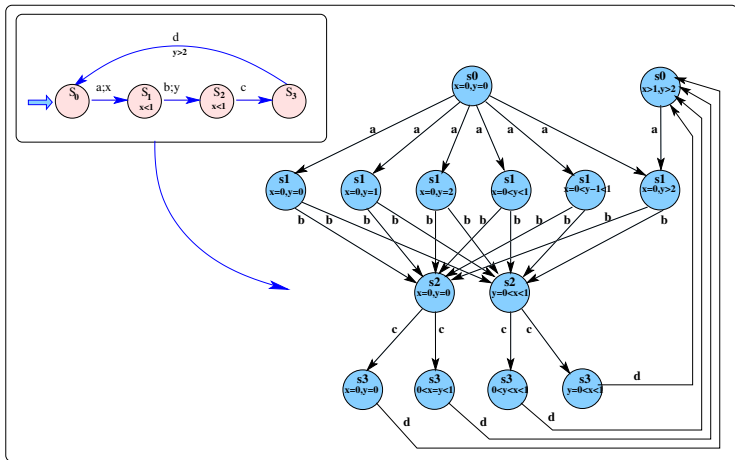 d
y>2
a;x
b;y
c
S0
S1
x<1
S2
x<1
S3
s0
x=0,y=0
s0
x>1,y>2
a
a
a
a
a
a
a
s1
x=0,y=0
s1
x=0,y=1
s1
x=0,y=2
s1
x=0<y<1
s1
x=0<y-1<1
s1
x=0,y>2
b
b
b
b
b
b
b
b
b
b
b
b
s2
x=0,y=0
s2
y=0<x<1
c
c
c
c
s3
x=0,y=0
s3
0<x=y<1
s3
0<y<x<1
s3
y=0<x<1
d
d
d
d